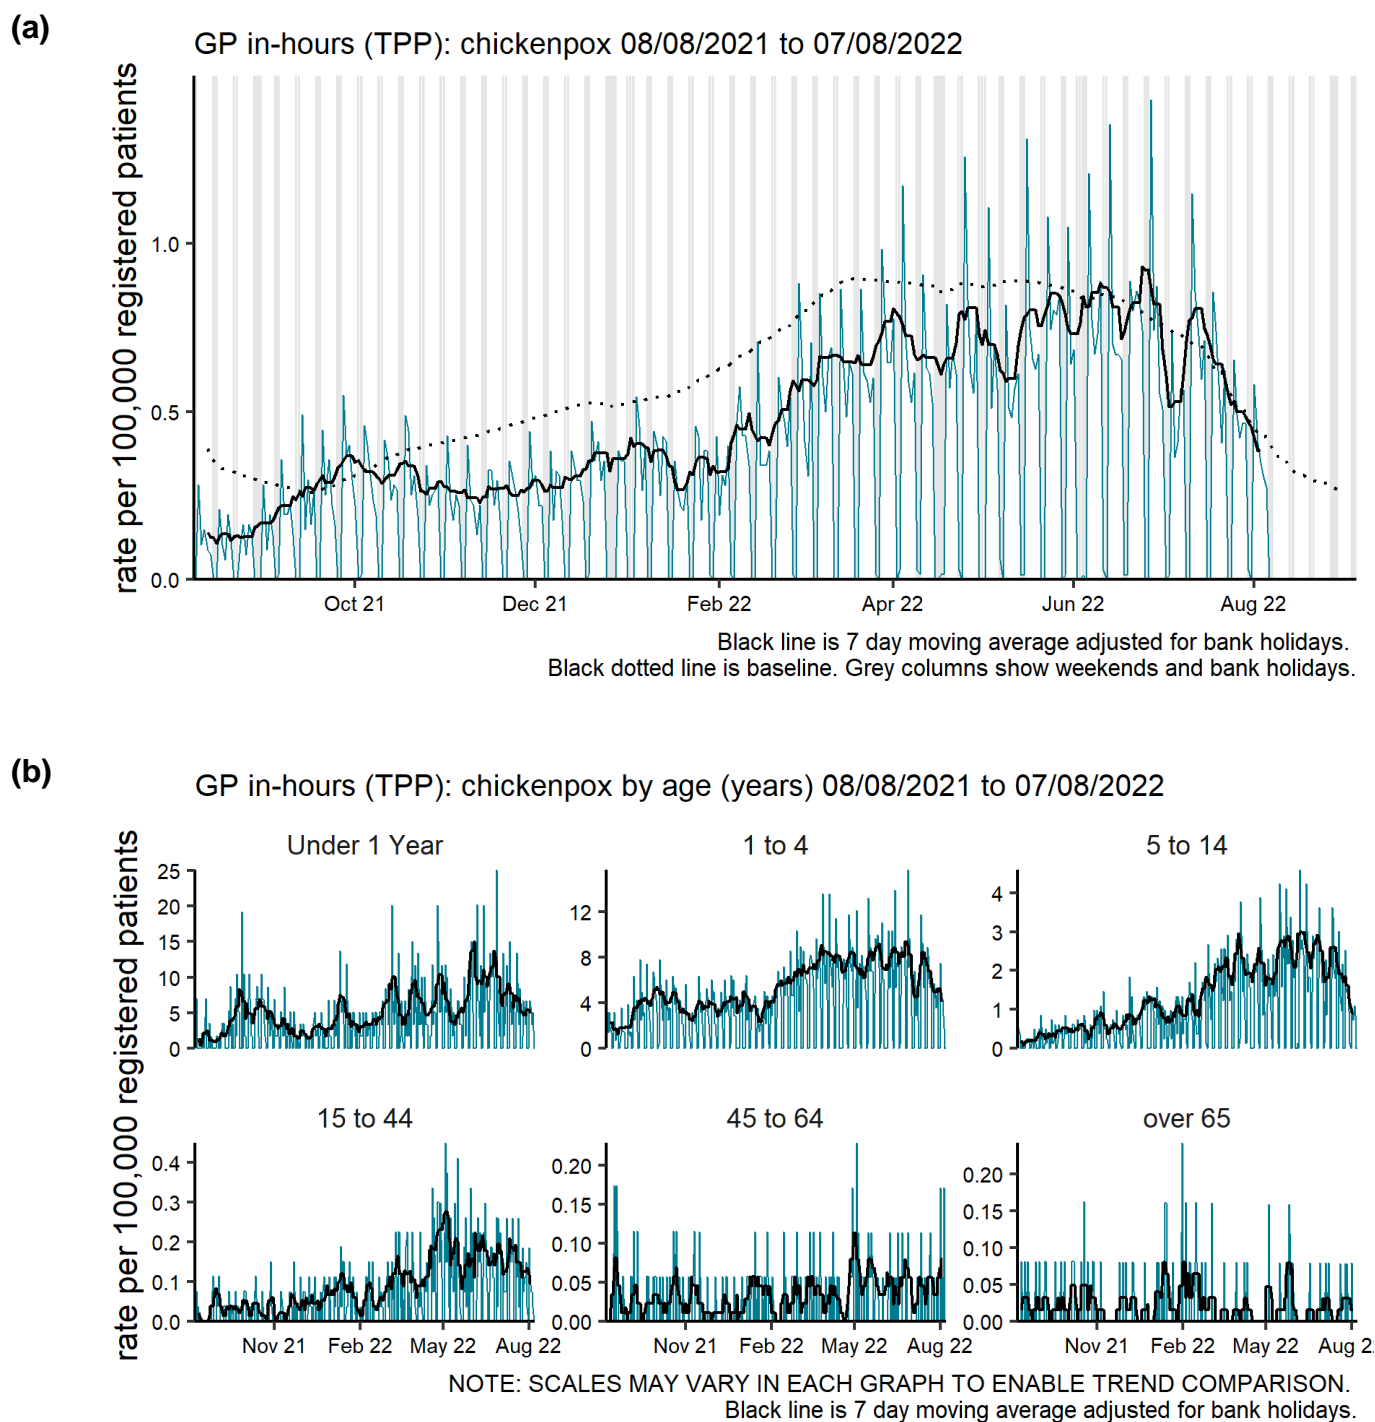 (a)
GP in-hours (TPP): chickenpox 08/08/2021 to 07/08/2022
rate per 100,000 registered patients
1.0
0.5
0.0
Oct 21 Dec 21 Feb 22 Apr 22 Jun 22 Aug 22
Black line is 7 day moving average adjusted for bank holidays.
Black dotted line is baseline. Grey columns show weekends and bank holidays.
(b)
GP in-hours (TPP): chickenpox by age (years) 08/08/2021 to 07/08/2022
rate per 100,000 registered patients
Under 1 Year
25
20
15
10
5
0
1 to 4
12
8
4
0
5 to 14
4
3
2
1
0
15 to 44
0.4
0.3
0.2
0.1
0.0
45 to 64
0.20
0.15
0.10
0.05
0.00
over 65
0.20
0.15
0.10
0.05
0.00
Nov 21 Feb 22 May 22 Aug 22
Nov 21 Feb 22 May 22 Aug 22
Nov 21 Feb 22 May 22 Aug 2
NOTE: SCALES MAY VARY IN EACH GRAPH TO ENABLE TREND COMPARISON.
Black line is 7 day moving average adjusted for bank holidays.